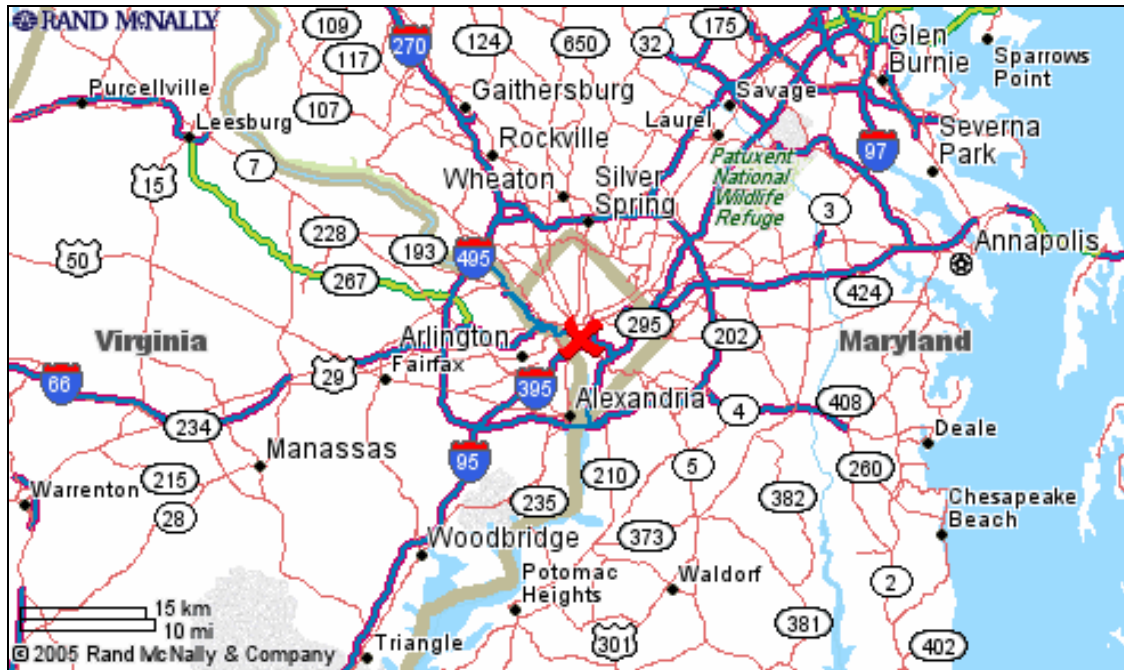 RAND MCNALLY
109
124
650
32
175
Glen
Burnie
Sparrows
Point
270
117
Purcellville
Gaithersburg
Savage
107
Leesburg
Laurel
Severna
Park
Rockville
97
7
Patuxent
National
Wildlife
Refuge
15
Wheaton
Silver
Spring
3
228
193
Annapolis
50
495
267
424
295
202
Virginia
Arlington
Maryland
Fairfax
29
66
395
Alexandria
4
408
234
Deale
Manassas
95
5
260
215
210
Warrenton
235
382
Chesapeake
Beach
28
373
Woodbridge
Potomac
Heights
Waldorf
2
15 km
10 mi
381
301
402
Triangle
© 2005 Rand McNally & Company